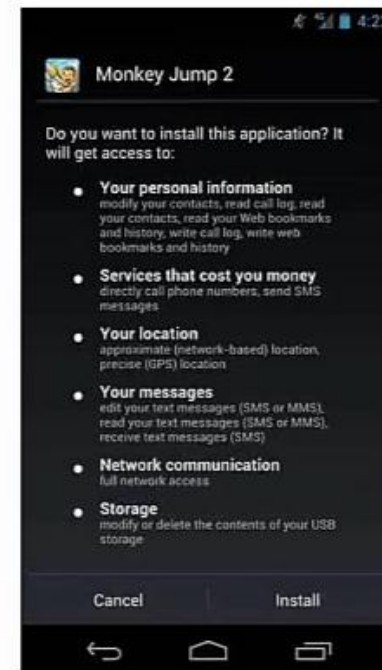 4:2
Monkey Jump 2
Do you want to install this application? It
will get access to:
• Your personal information
modify your contacts, read call log, read
your contacts, read your Web bookmarks
and history, write call log, write web
bookmarks and history
• Services that cost you money
directly call phone numbers, send SMS
messages
• Your location
approximate (network-based) location,
precise (GPS) location
• Your messages
edit your text messages (SMS or MMS),
read your text messages (SMS or MMS),
receive text messages (SMS)
• Network communication
full network access
• Storage
modify or delete the contents of your USB
storage
Cancel Install